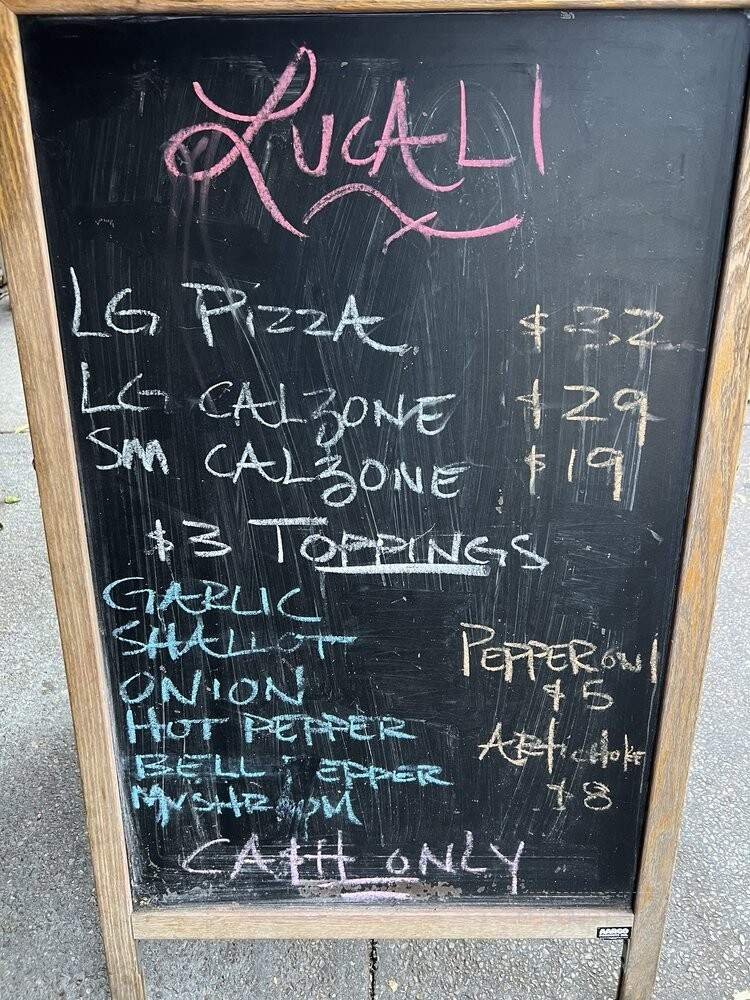 LUCALI
LG PizzA $32
LG CALZONE $29
SM CALZONE $19
$3 TOPPINGS
GARLIC
SHALLOT
ONION
HOT PEPPER
BELL PEPPER
MUSHROOM
PEPPERONI
$5
ARtichoKE
$8
CASH ONLY
AARCO